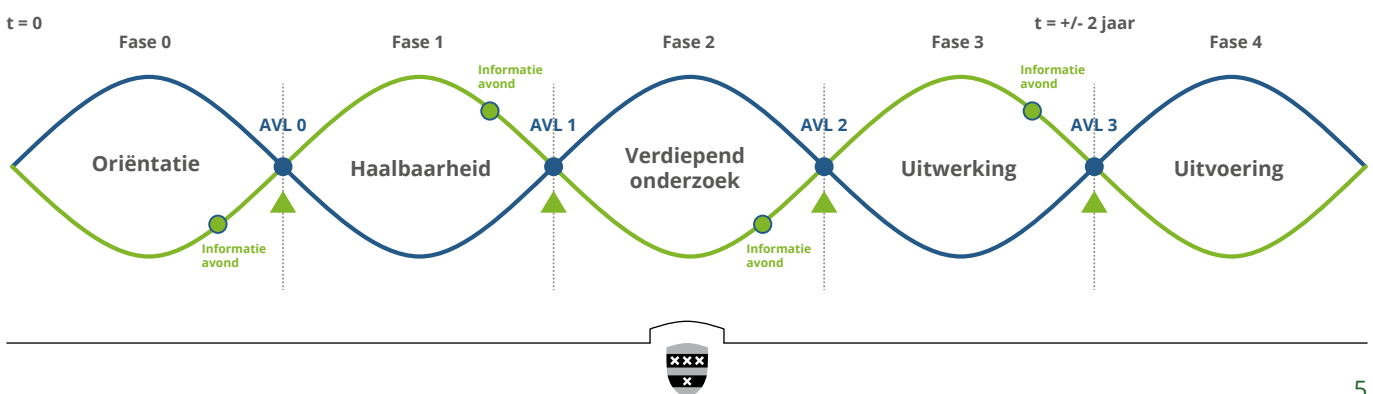 t = 0
t = +/- 2 jaar
Fase 0
Fase 1
Fase 2
Fase 3
Fase 4
Informatie
avond
Informatie
avond
AVL 0
AVL 1
AVL 2
AVL 3
Oriëntatie
Haalbaarheid
Verdiepend
onderzoek
Uitwerking
Uitvoering
Informatie
avond
Informatie
avond
5